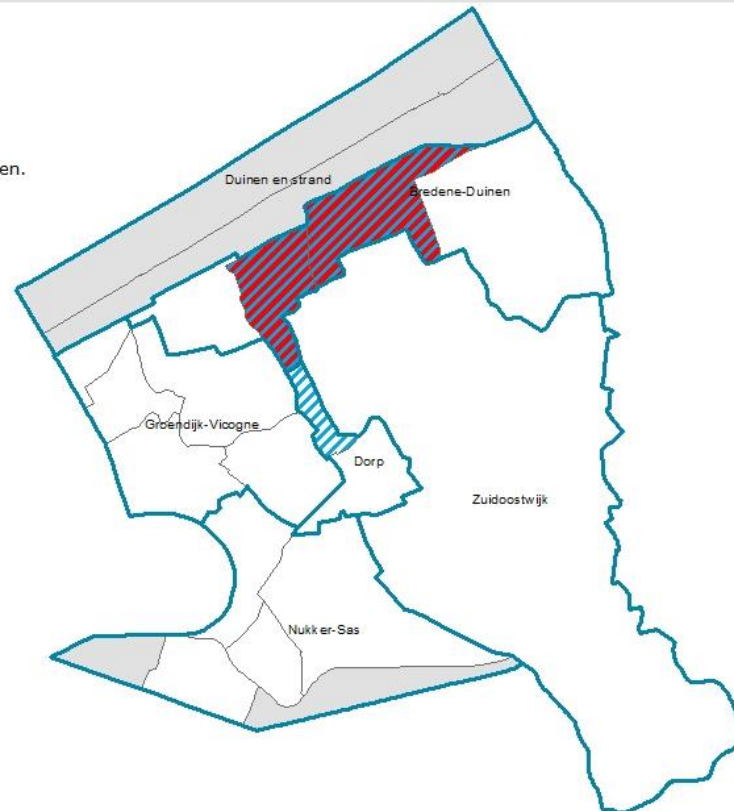 en.
Duinen en strand
Bredene-Duinen
Groendijk-Vicogne
Dorp
Zuidoostwijk
Nukker-Sas